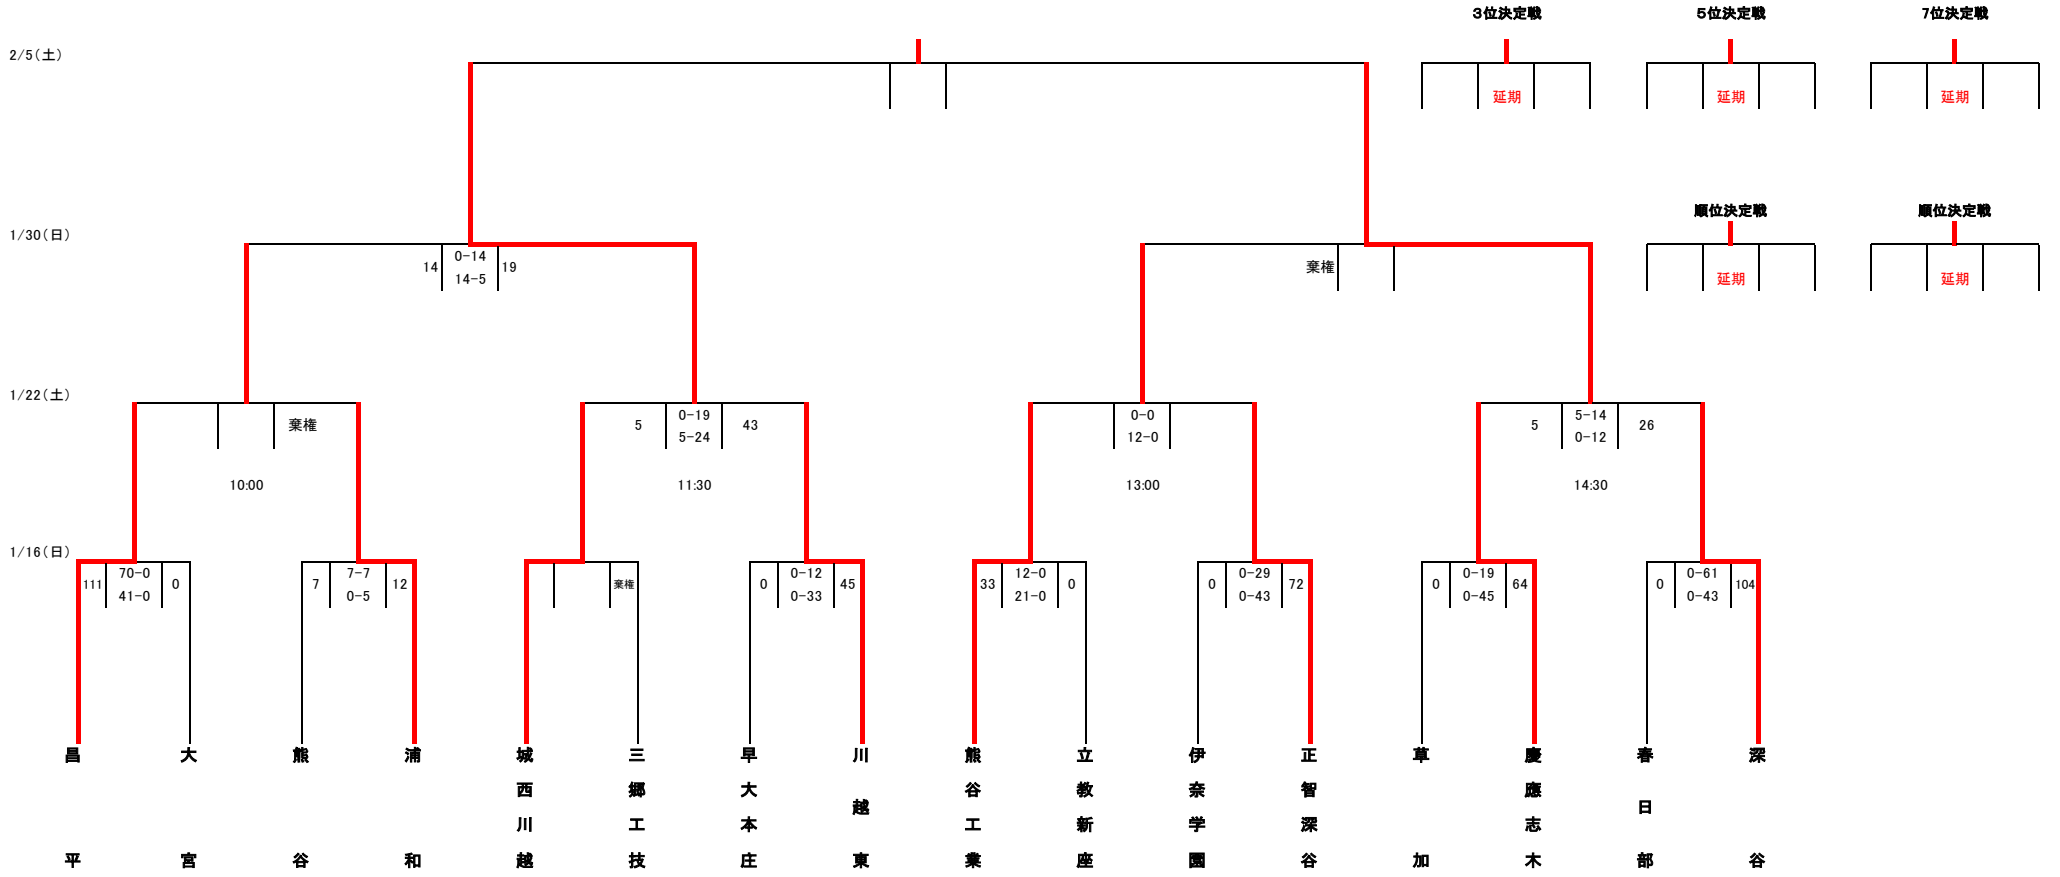 3位決定戦 5位決定戦 7位決定戦
2/5(土)
延期 延期 延期
順位決定戦 順位決定戦
1/30(日)
14 0-14 19 棄権
14-5
延期 延期
1/22(土)
棄権 5 0-19 43 0-0 5 5-14 26
5-24 12-0 0-12
10:00 11:30 13:00 14:30
1/16(日)
111 70-0 0 7 7-7 12 棄権 0 0-12 45 33 12-0 0 0 0-29 72 0 0-19 64 0 0-61 104
41-0 0-5 0-33 21-0 0-43 0-45 0-43
昌平
大宮
熊谷
浦和
城西川越
三郷工技
早大本庄
川越東
熊谷工業
立教新座
伊奈学園
正智深谷
草加
慶應志木
春日部
深谷